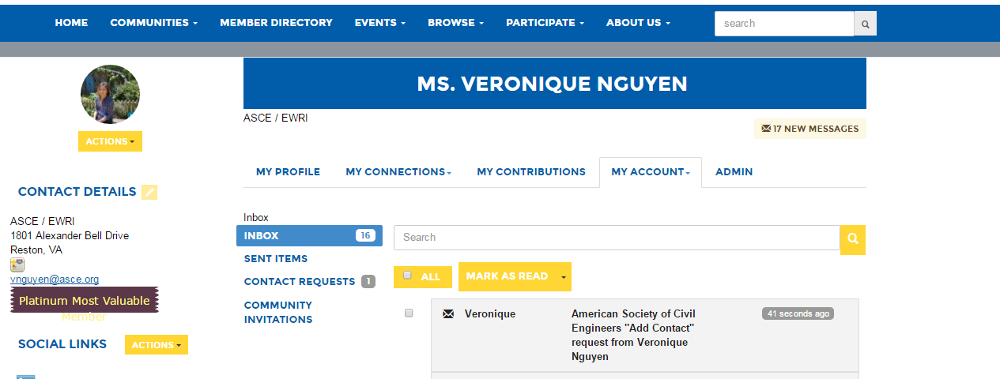 HOME COMMUNITIES MEMBER DIRECTORY EVENTS BROWSE PARTICIPATE ABOUT US search
MS. VERONIQUE NGUYEN
ASCE / EWRI
17 NEW MESSAGES
ACTIONS
MY PROFILE MY CONNECTIONS MY CONTRIBUTIONS MY ACCOUNT ADMIN
CONTACT DETAILS
ASCE / EWRI
1801 Alexander Bell Drive
Reston, VA
vnguyen@asce.org
Platinum Most Valuable
Member
SOCIAL LINKS ACTIONS
Inbox
INBOX 16
SENT ITEMS
CONTACT REQUESTS 1
COMMUNITY
INVITATIONS
Search
ALL MARK AS READ
Veronique American Society of Civil 41 seconds ago
Engineers "Add Contact"
request from Veronique
Nguyen